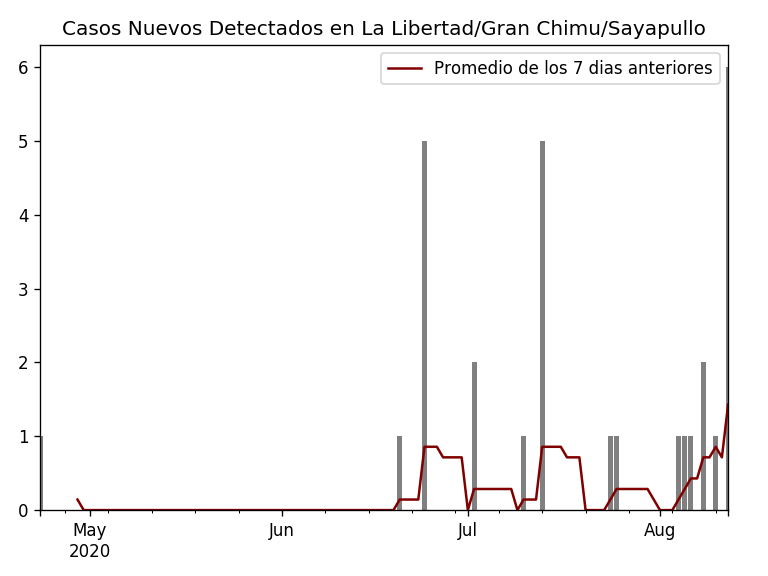 Casos Nuevos Detectados en La Libertad/Gran Chimu/Sayapullo
Promedio de los 7 dias anteriores
6
5
4
3
2
1
0
May
2020
Jun
Jul
Aug